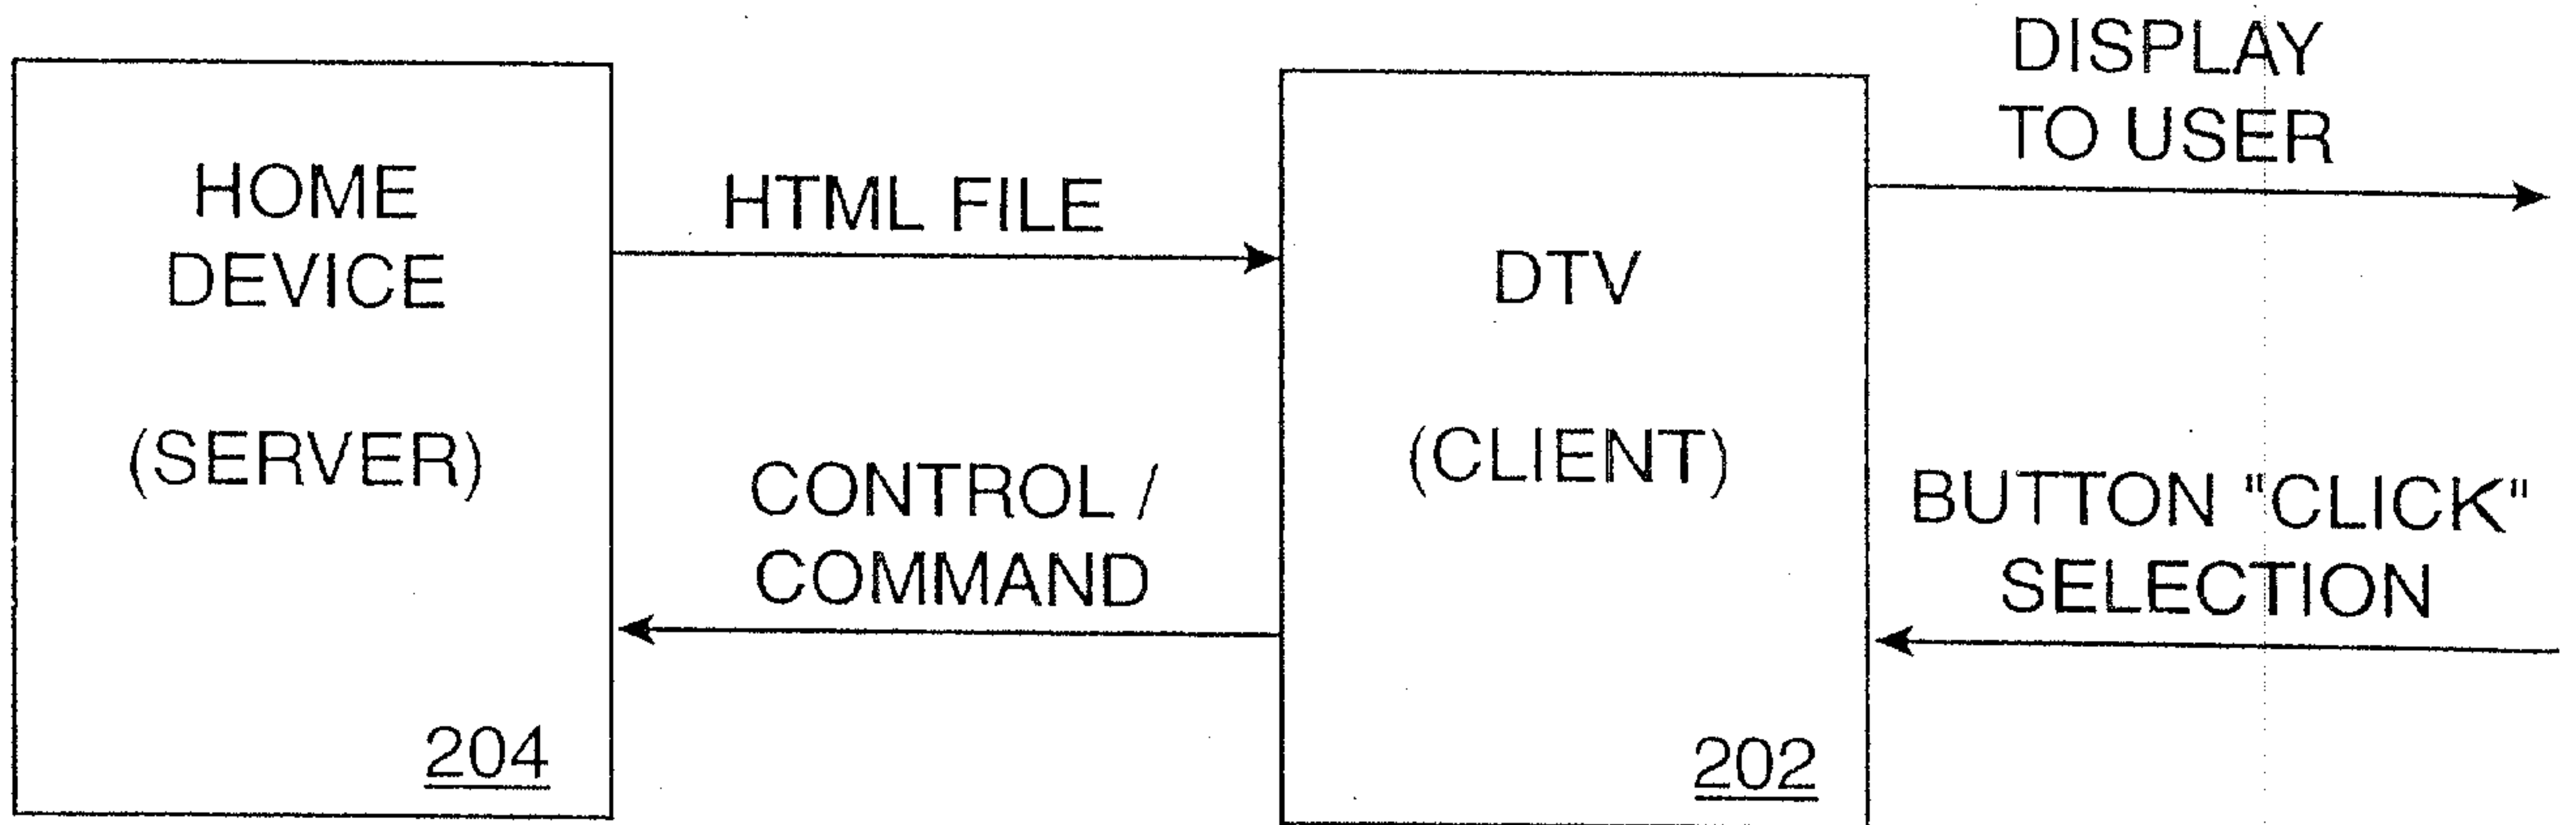 HOME
DEVICE
(SERVER)
204
HTML FILE
CONTROL /
COMMAND
DTV
(CLIENT)
202
DISPLAY
TO USER
BUTTON "CLICK"
SELECTION